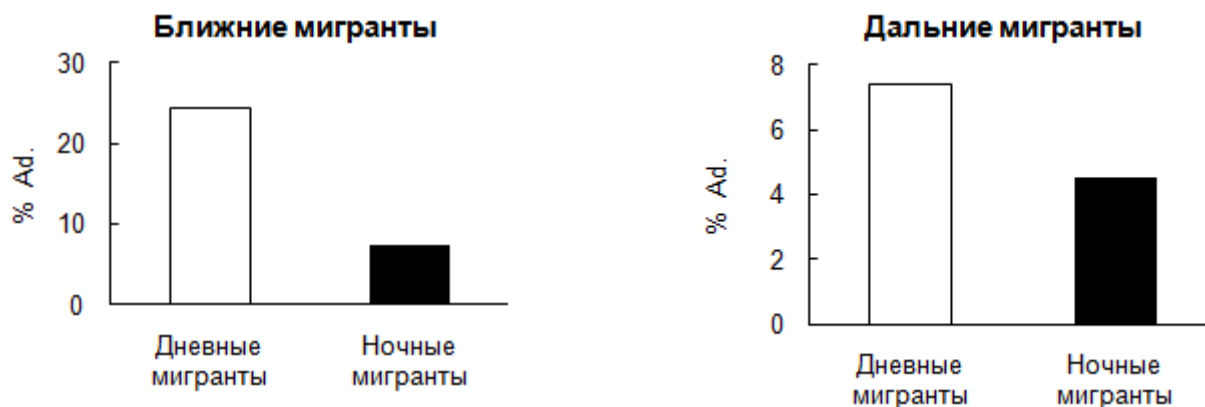 Ближние мигранты
30
20
10
0
% Ad.
Дневные
мигранты
Ночные
мигранты
Дальние мигранты
8
6
4
2
0
% Ad.
Дневные
мигранты
Ночные
мигранты